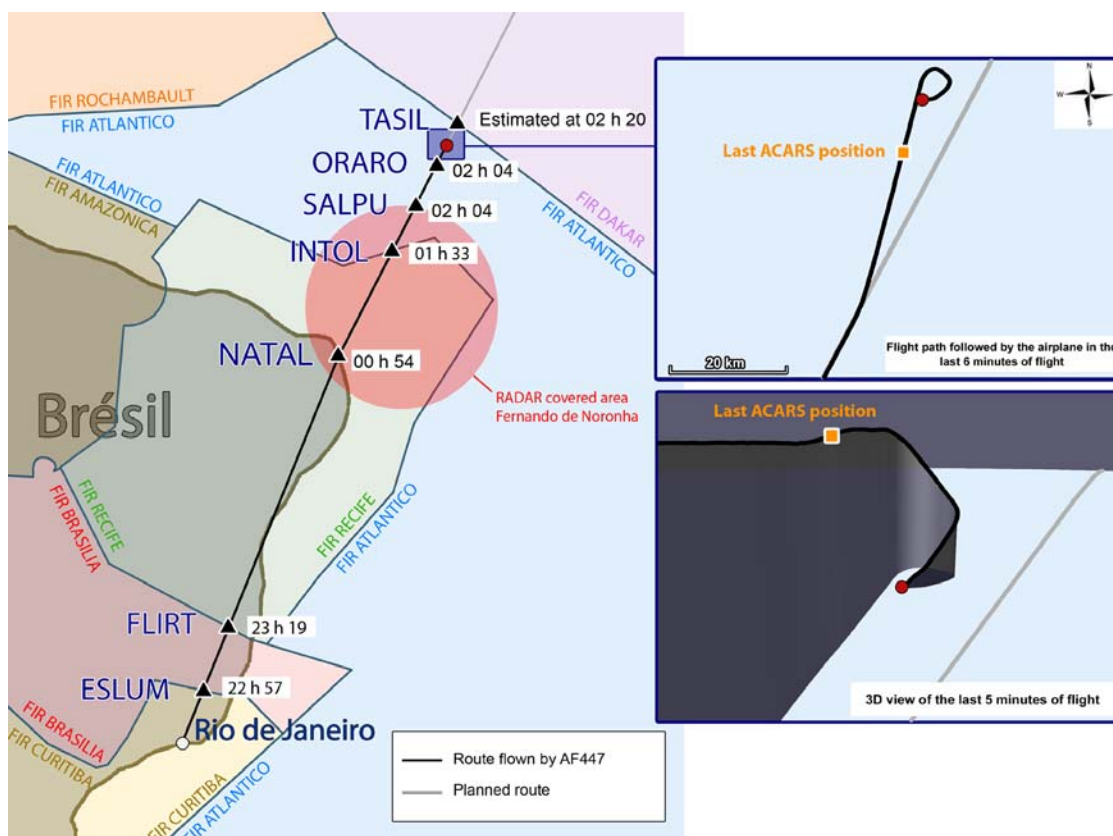 FIR ROCHAMBAULT
FIR ATLANTICO
TASIL
Estimated at 02 h 20
ORARO
02 h 04
FIR ATLANTICO
FIR AMAZONICA
SALPU
02 h 04
FIR DAKAR
FIR ATLANTICO
INTOL
01 h 33
NATAL
00 h 54
RADAR covered area
Fernando de Noronha
Brésil
FIR RECIFE
FIR BRASILIA
FIR RECIFE
FIR ATLANTICO
FLIRT
23 h 19
ESLUM
22 h 57
FIR BRASILIA
FIR CURITIBA
Rio de Janeiro
FIR CURITIBA
FIR ATLANTICO
Route flown by AF447
Planned route
N
W
E
S
Last ACARS position
20 km
Flight path followed by the airplane in the
last 6 minutes of flight
Last ACARS position
3D view of the last 5 minutes of flight